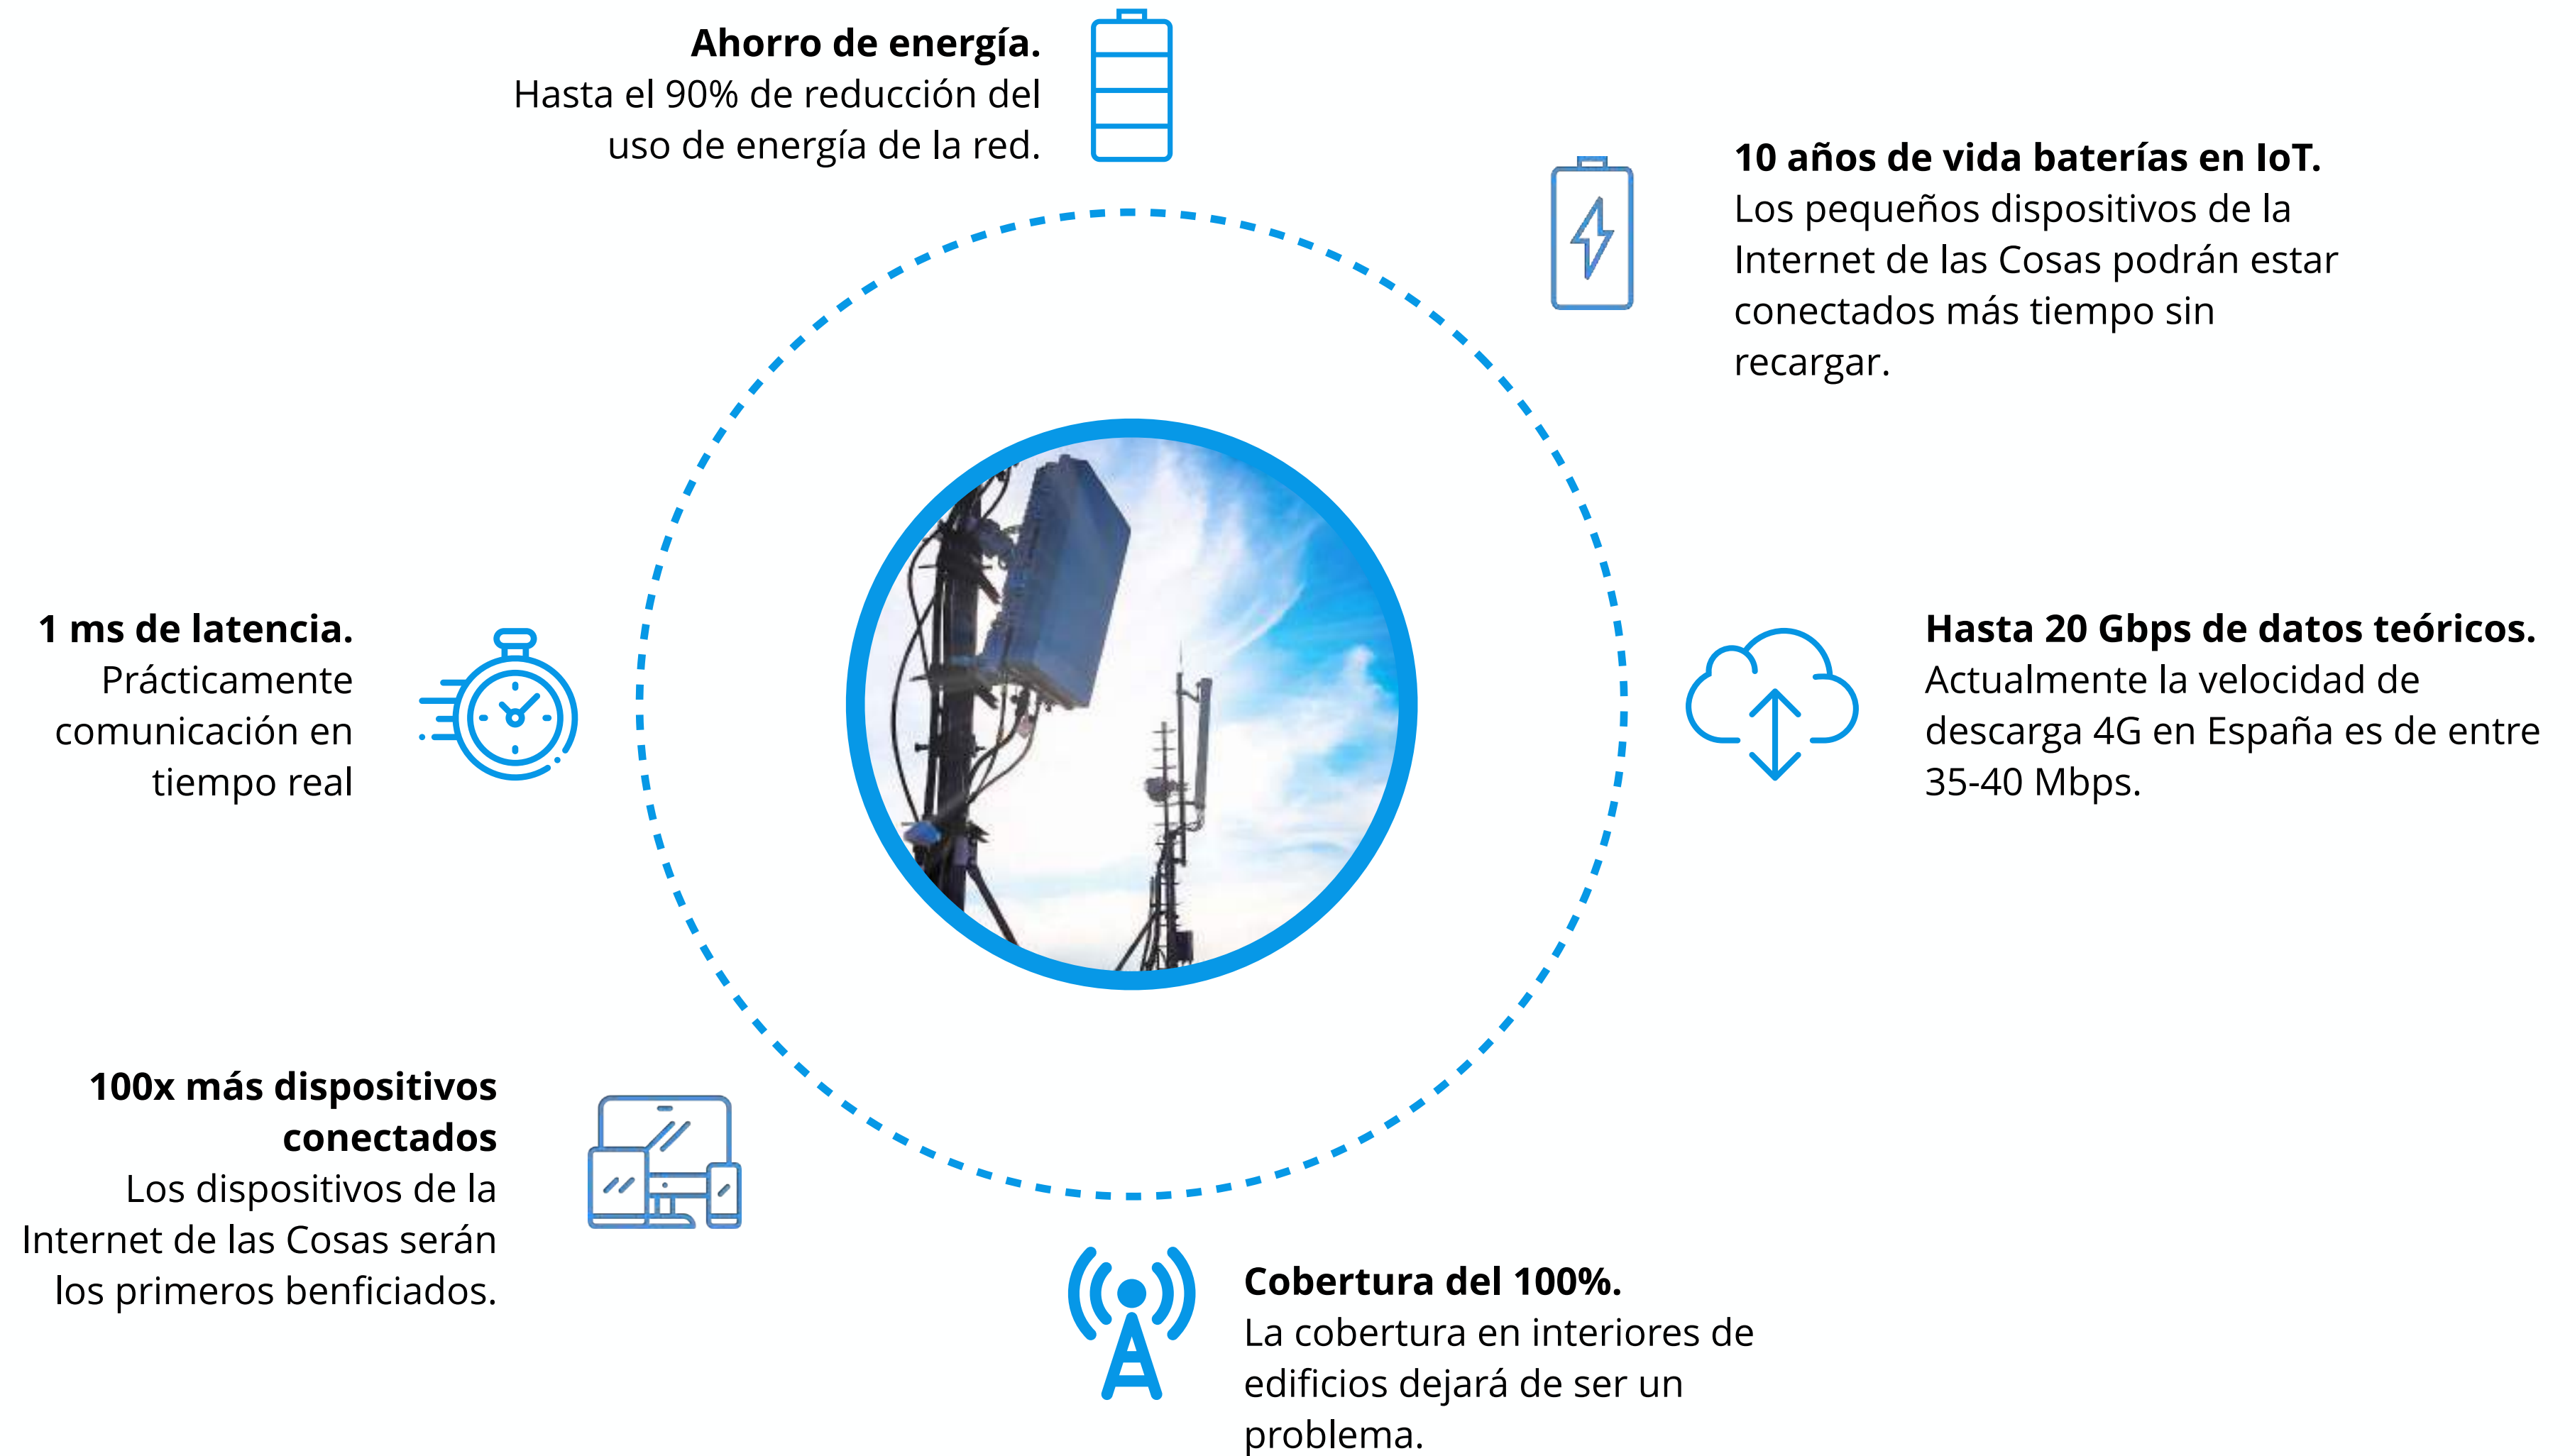 Ahorro de energía.
Hasta el 90% de reducción del
uso de energía de la red.
10 años de vida baterías en IoT.
Los pequeños dispositivos de la
Internet de las Cosas podrán estar
conectados más tiempo sin
recargar.
1 ms de latencia.
Prácticamente
comunicación en
tiempo real
Hasta 20 Gbps de datos teóricos.
Actualmente la velocidad de
descarga 4G en España es de entre
35-40 Mbps.
100x más dispositivos
conectados
Los dispositivos de la
Internet de las Cosas serán
los primeros benficiados.
Cobertura del 100%.
La cobertura en interiores de
edificios dejará de ser un
problema.